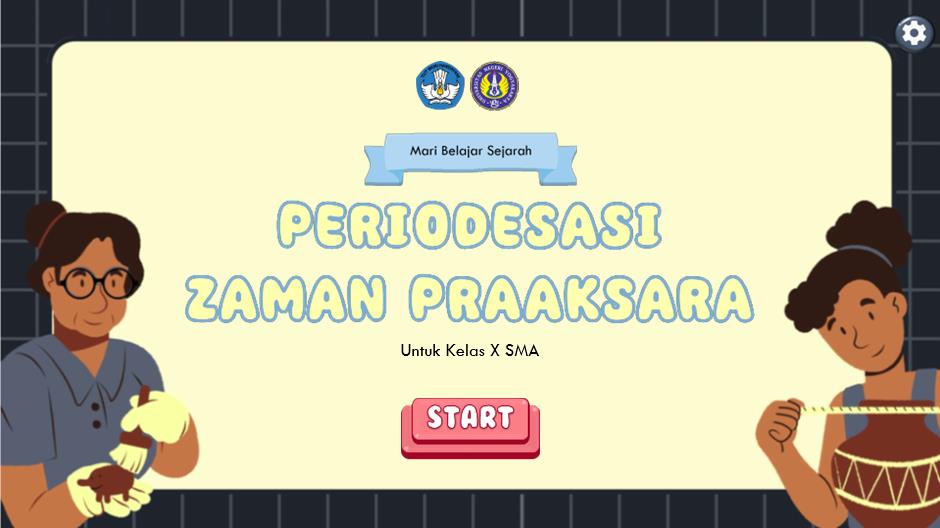 Mari Belajar Sejarah
PERIODESASI
ZAMAN PRAAKSARA
Untuk Kelas X SMA
START